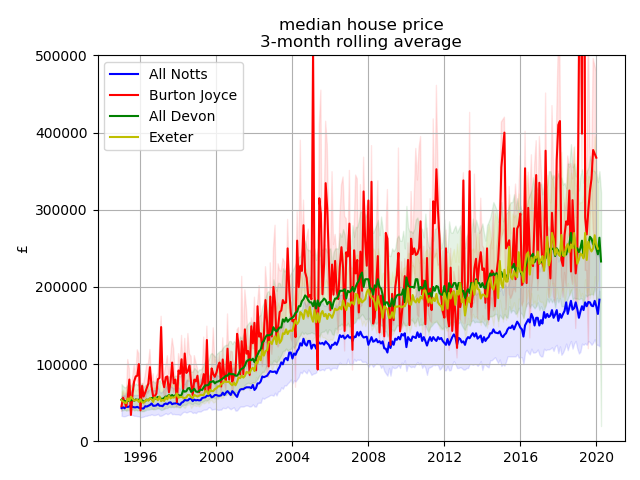 median house price
3-month rolling average
500000
400000
300000
200000
100000
0
£
All Notts
Burton Joyce
All Devon
Exeter
1996 2000 2004 2008 2012 2016 2020